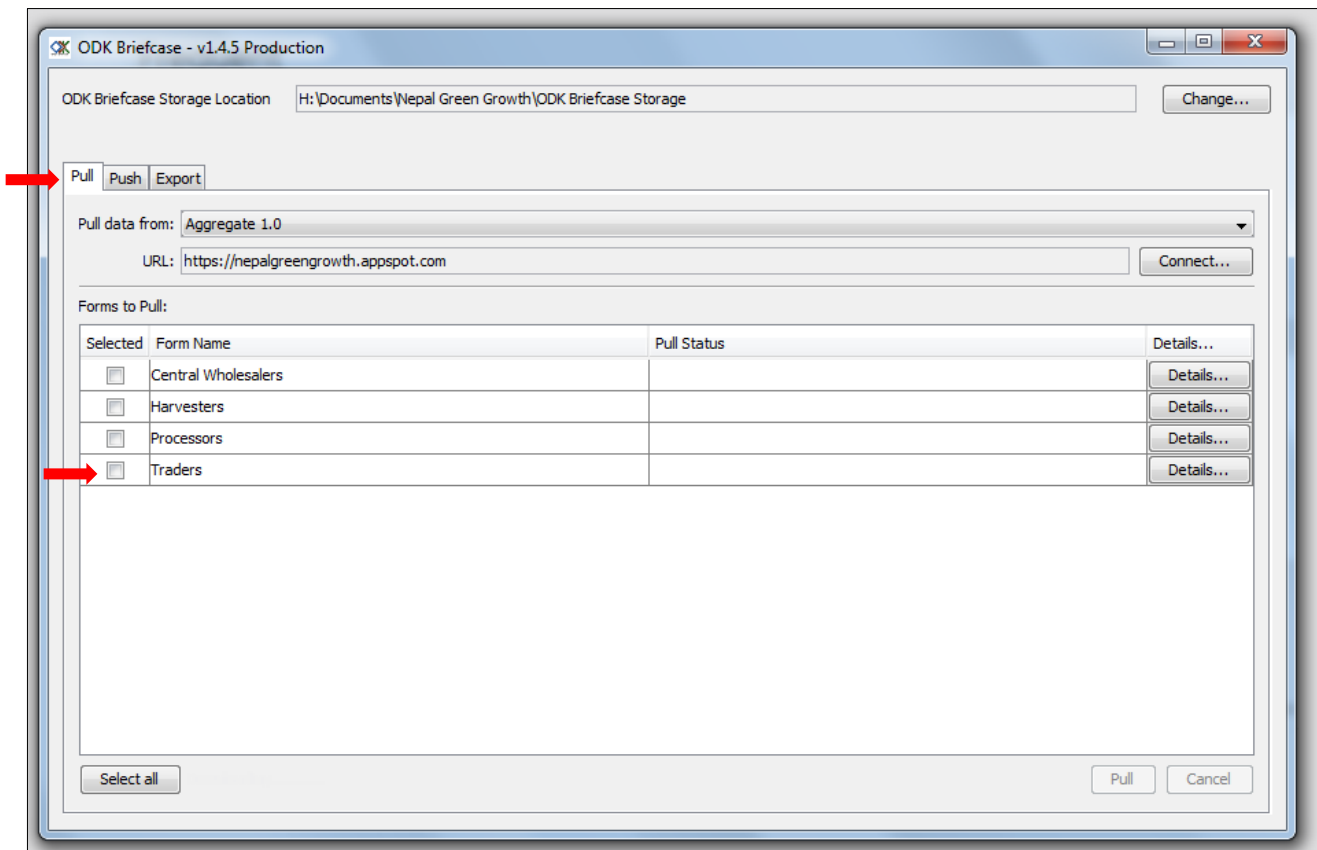 ODK Briefcase - v1.4.5 Production
ODK Briefcase Storage Location H:\Documents\Nepal Green Growth\ODK Briefcase Storage Change...
Pull Push Export
Pull data from: Aggregate 1.0
URL: https://nepalgreengrowth.appspot.com Connect...
Forms to Pull:
Selected Form Name Pull Status Details...
Central Wholesalers Details...
Harvesters Details...
Processors Details...
Traders Details...
Select all Pull Cancel